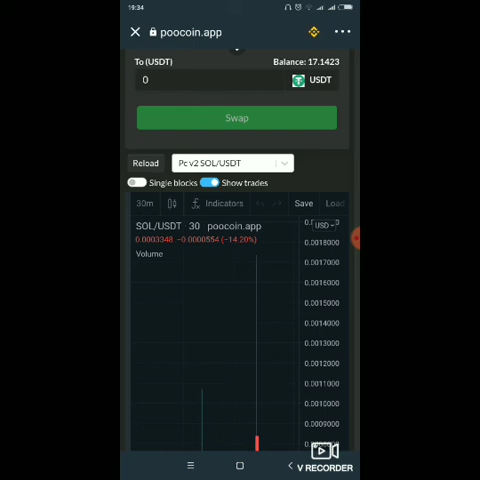 19:34
poocoin.app
To (USDT) Balance: 17.1423
0 USDT
Swap
Reload Pc v2 SOL/USDT
Single blocks Show trades
30m Indicators Save Load
SOL/USDT · 30 poocoin.app
USD
0.0003348 −0.0000554 (−14.20%)
0.0018000
Volume
0.0017000
0.0016000
0.0015000
0.0014000
0.0013000
0.0012000
0.0011000
0.0010000
0.0009000
V RECORDER